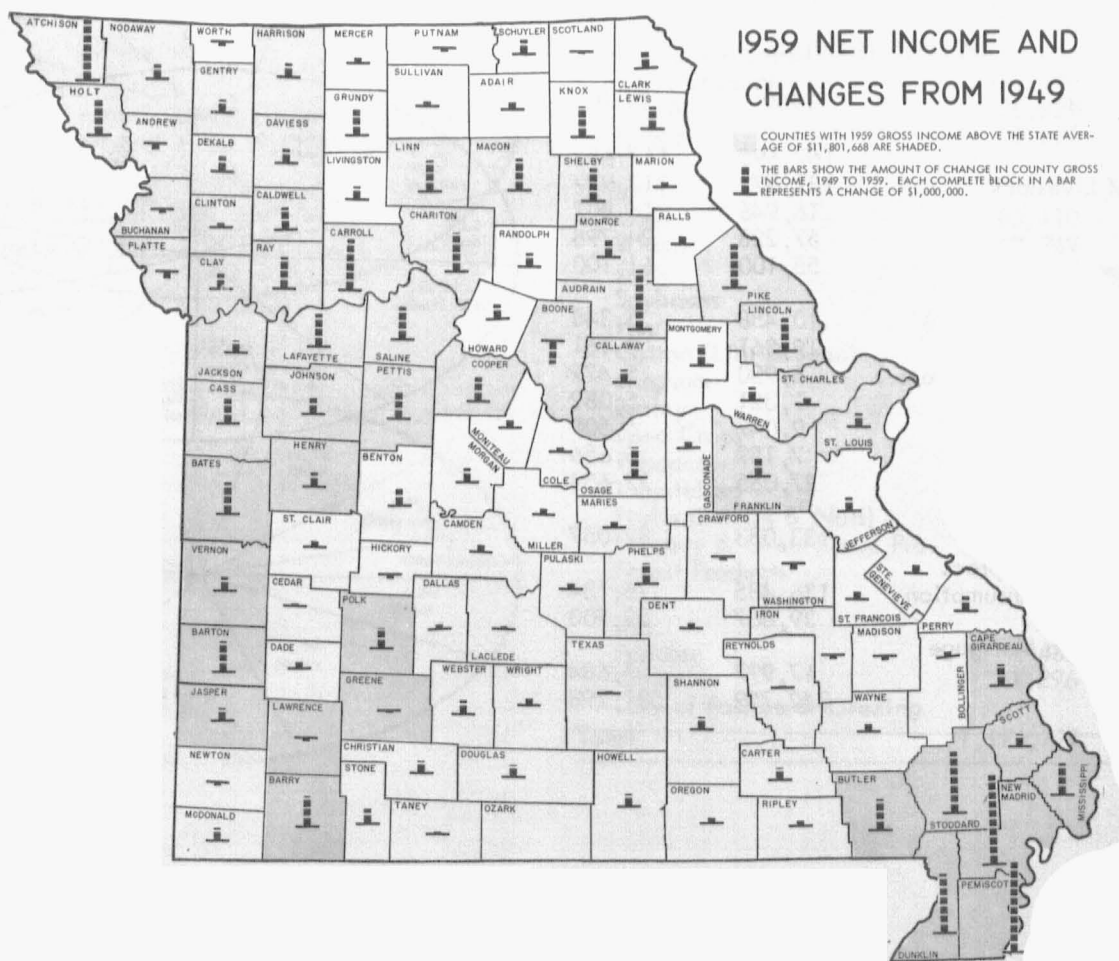 1959 NET INCOME AND
CHANGES FROM 1949
COUNTIES WITH 1959 GROSS INCOME ABOVE THE STATE AVER-
AGE OF $11,801,668 ARE SHADED.
THE BARS SHOW THE AMOUNT OF CHANGE IN COUNTY GROSS
INCOME, 1949 TO 1959. EACH COMPLETE BLOCK IN A BAR
REPRESENTS A CHANGE OF $1,000,000.
ATCHISON
NODAWAY
WORTH
HARRISON
MERCER
PUTNAM
SCHUYLER
SCOTLAND
CLARK
HOLT
GENTRY
SULLIVAN
ADAIR
KNOX
LEWIS
ANDREW
DEKALB
DAVIESS
GRUNDY
LINN
MACON
SHELBY
MARION
LIVINGSTON
CLINTON
CALDWELL
BUCHANAN
PLATTE
CLAY
RAY
CARROLL
CHARITON
RANDOLPH
MONROE
RALLS
AUDRAIN
PIKE
LINCOLN
JACKSON
LAFAYETTE
SALINE
HOWARD
BOONE
CALLAWAY
MONTGOMERY
WARREN
ST. CHARLES
ST. LOUIS
CASS
JOHNSON
PETTIS
COOPER
MONITEAU
MORGAN
COLE
OSAGE
GASCONADE
FRANKLIN
JEFFERSON
BATES
HENRY
BENTON
ST. CLAIR
CAMDEN
MILLER
MARIES
CRAWFORD
WASHINGTON
STE.
GENEVIEVE
ST. FRANCOIS
VERNON
CEDAR
HICKORY
DALLAS
PULASKI
PHELPS
DENT
IRON
MADISON
PERRY
POLK
LACLEDE
TEXAS
REYNOLDS
BOLLINGER
CAPE
GIRARDEAU
BARTON
DADE
GREENE
WEBSTER
WRIGHT
SHANNON
WAYNE
SCOTT
JASPER
LAWRENCE
CHRISTIAN
DOUGLAS
HOWELL
CARTER
BUTLER
STODDARD
NEW
MADRID
MISSISSIPPI
NEWTON
BARRY
STONE
TANEY
OZARK
OREGON
RIPLEY
MCDONALD
DUNKLIN
PEMISCOT